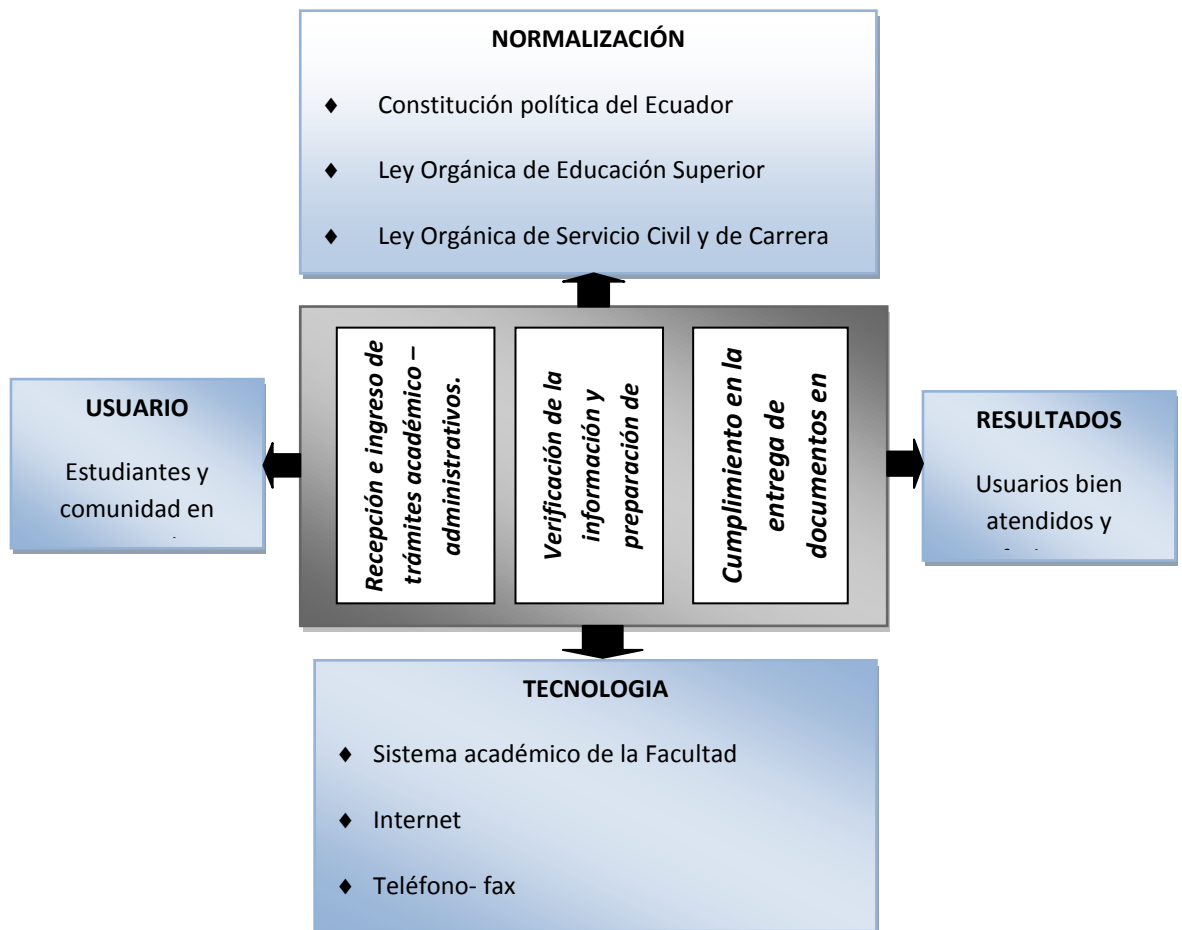 NORMALIZACIÓN
♦ Constitución política del Ecuador
♦ Ley Orgánica de Educación Superior
♦ Ley Orgánica de Servicio Civil y de Carrera
USUARIO
Estudiantes y
comunidad en
Recepción e ingreso de
trámites académico –
administrativos.
Verificación de la
información y
preparación de
Cumplimiento en la
entrega de
documentos en
RESULTADOS
Usuarios bien
atendidos y
TECNOLOGIA
♦ Sistema académico de la Facultad
♦ Internet
♦ Teléfono- fax